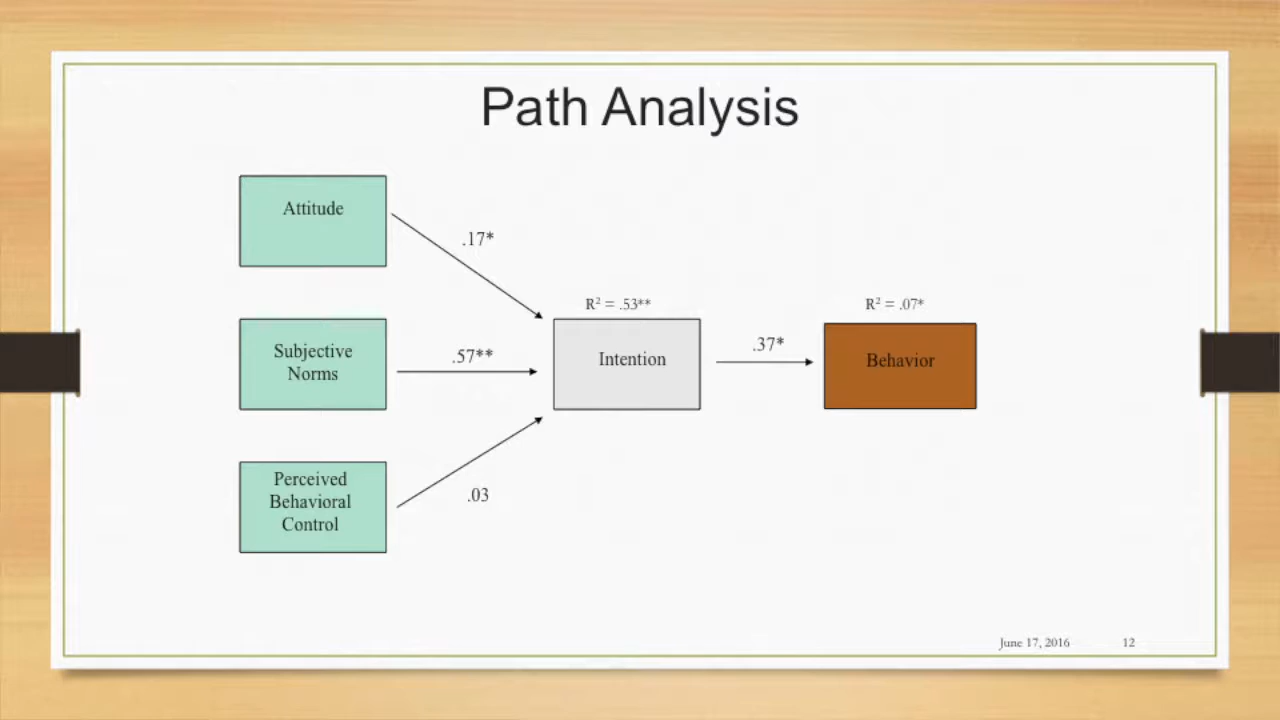 Path Analysis
Attitude
.17*
R² = .53**
R² = .07*
Subjective
Norms
.57**
Intention
.37*
Behavior
Perceived
Behavioral
Control
.03
June 17, 2016
12